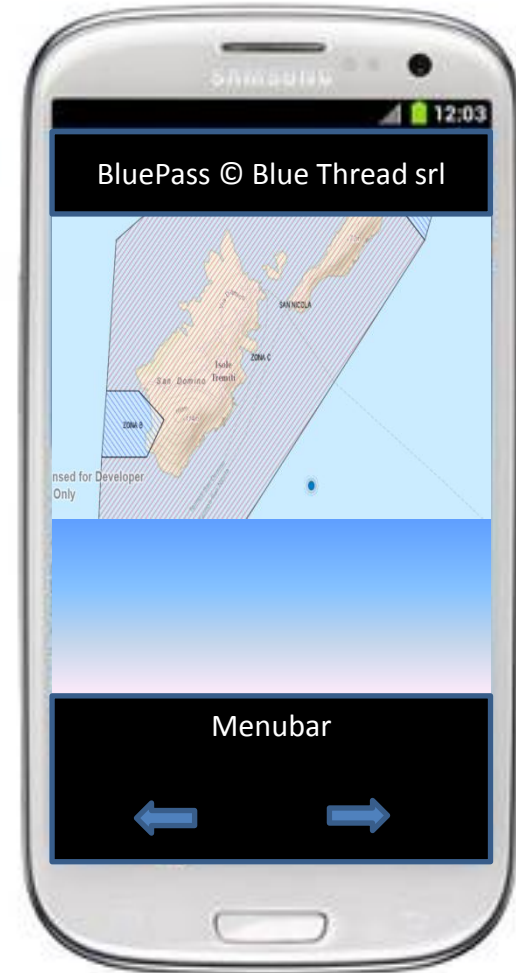 SAMSUNG
12:03
BluePass © Blue Thread srl
SAN NICOLA
ZONA C
Isole
San Domino Tremiti
ZONA B
nsed for Developer
Only
Menubar